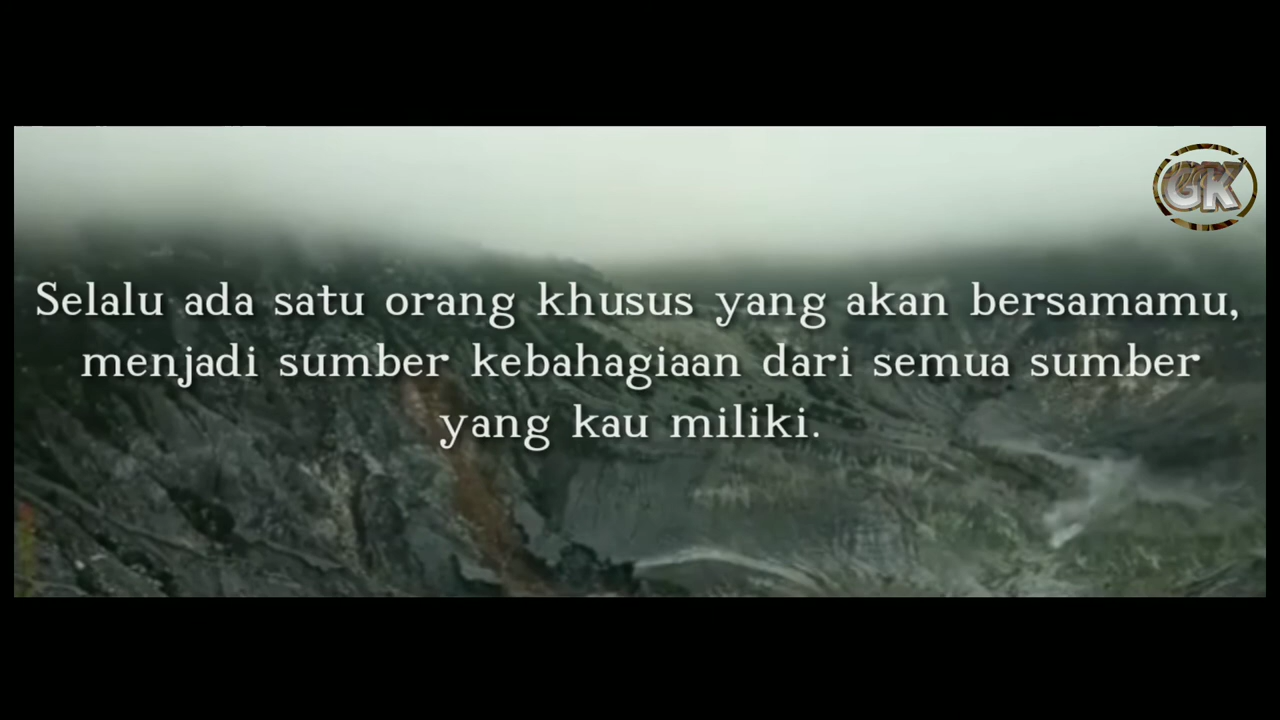 GK
Selalu ada satu orang khusus yang akan bersamamu,
menjadi sumber kebahagiaan dari semua sumber
yang kau miliki.